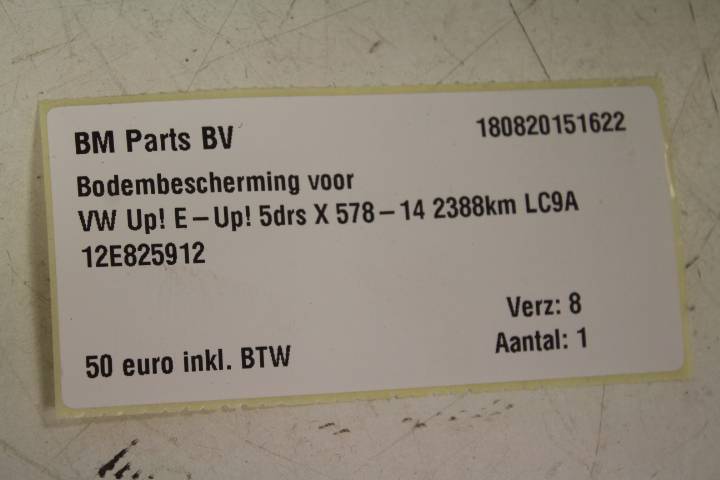 BM Parts BV
180820151622
Bodembescherming voor
VW Up! E-Up! 5drs X 578-14 2388km LC9A
12E825912
Verz: 8
50 euro inkl. BTW
Aantal: 1